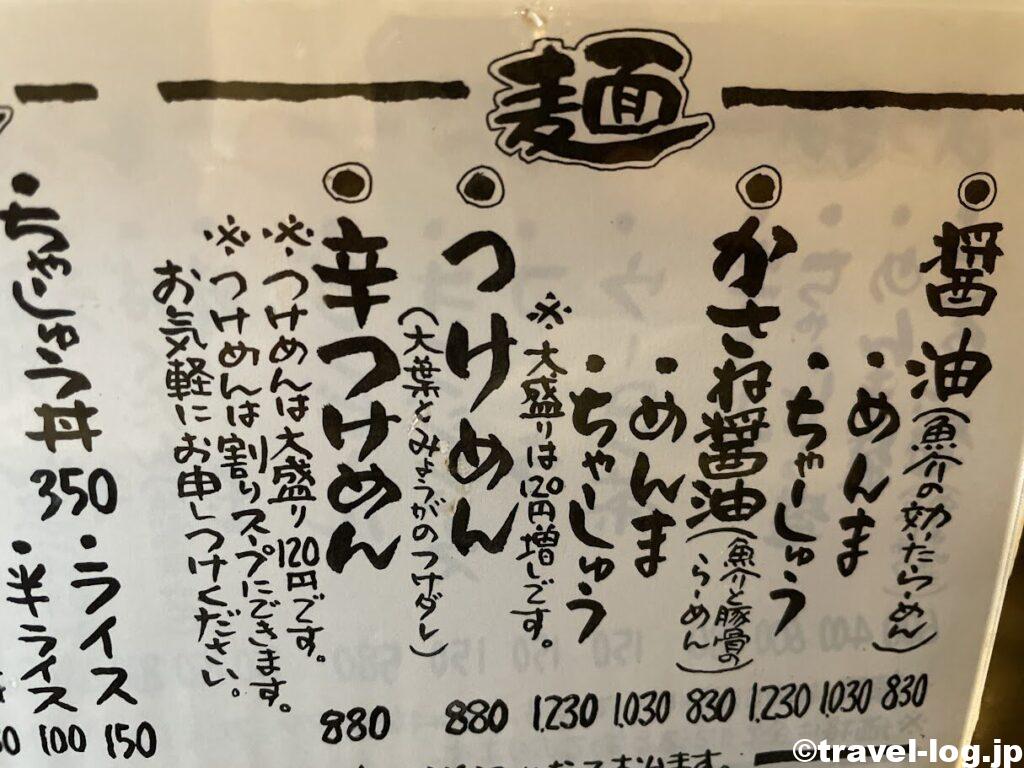 麺
醤油(魚介の効いたらーめん) 830
・めんま 1.030
・ちゃーしゅう 1.230
かさね醤油(魚介と豚骨のらーめん) 830
・めんま 1.030
・ちゃーしゅう 1.230
※大盛りは120円増しです。
つけめん 880
(大葉とみょうがのつけダレ)
辛つけめん 880
※つけめんは大盛り120円です。
※つけめんは割りスープにできます。
お気軽にお申しつけください。
・ライス 150
・半ライス 100
350
©travel-log.jp